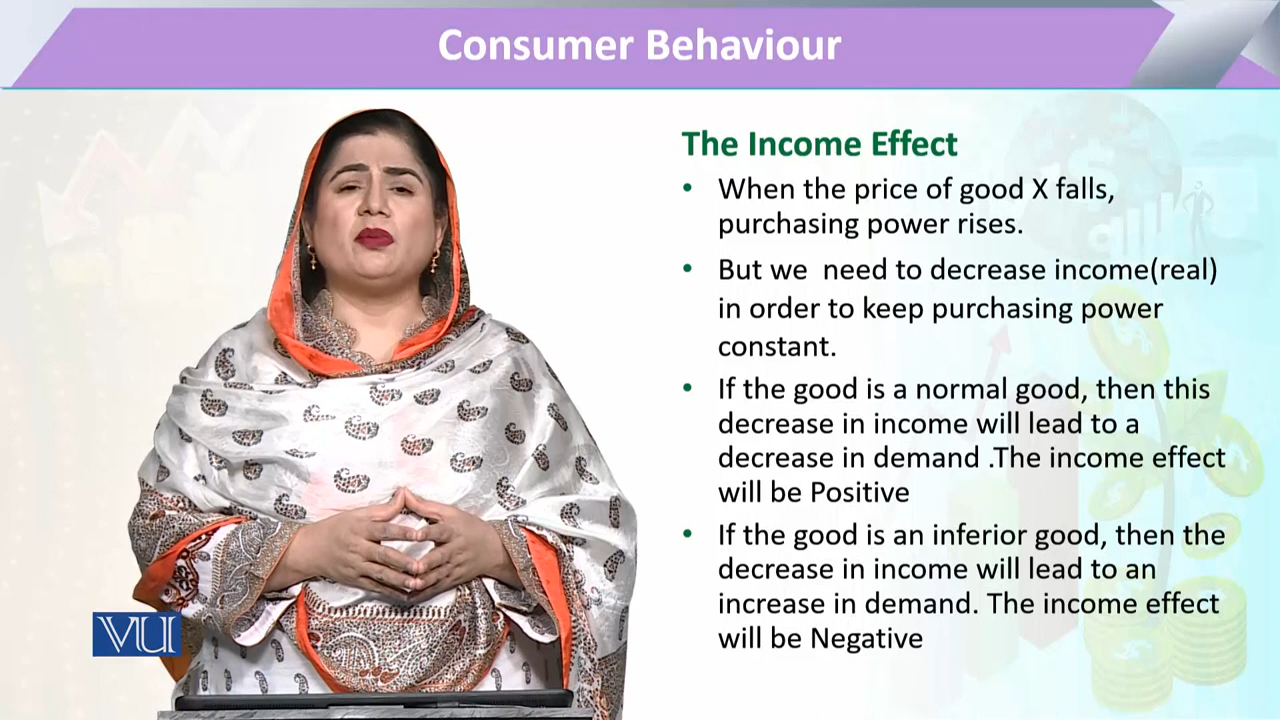 Consumer Behaviour
The Income Effect
• When the price of good X falls,
purchasing power rises.
• But we  need to decrease income(real)
in order to keep purchasing power
constant.
• If the good is a normal good, then this
decrease in income will lead to a
decrease in demand .The income effect
will be Positive
• If the good is an inferior good, then the
decrease in income will lead to an
increase in demand. The income effect
will be Negative
VU